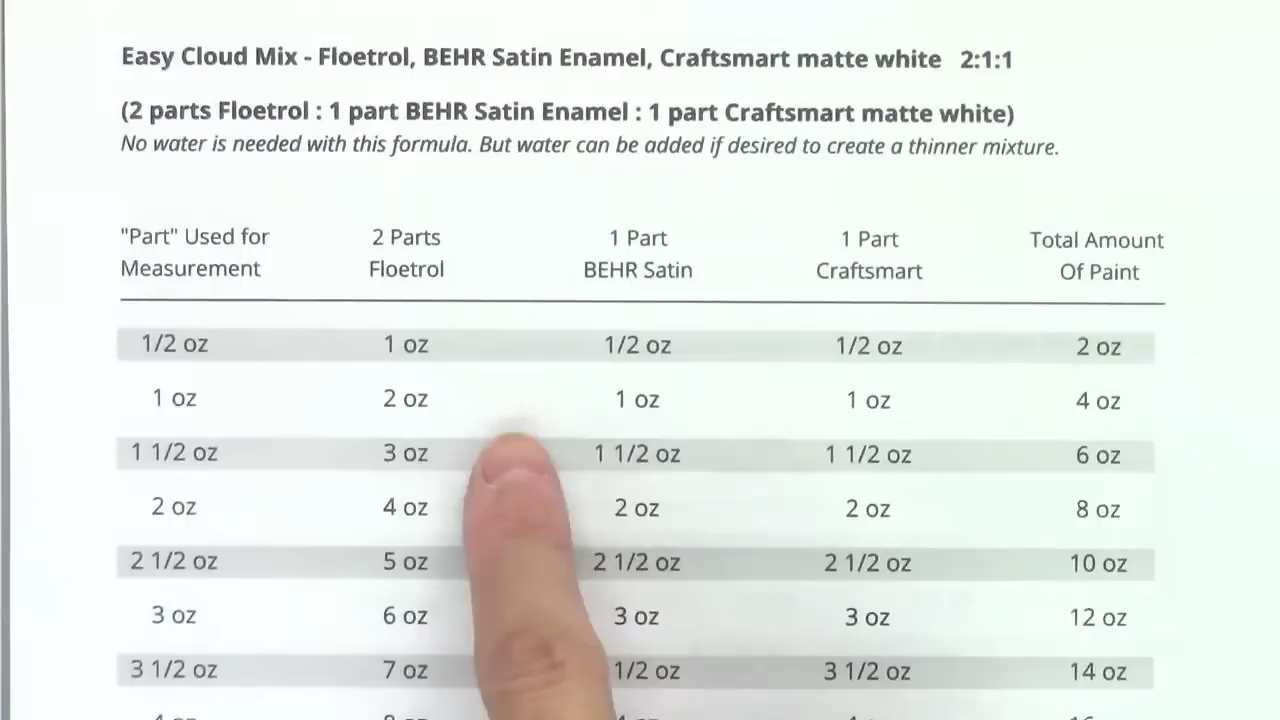 Easy Cloud Mix - Floetrol, BEHR Satin Enamel, Craftsmart matte white 2:1:1
(2 parts Floetrol : 1 part BEHR Satin Enamel : 1 part Craftsmart matte white)
No water is needed with this formula. But water can be added if desired to create a thinner mixture.
"Part" Used for 2 Parts 1 Part 1 Part Total Amount
Measurement Floetrol BEHR Satin Craftsmart Of Paint
1/2 oz 1 oz 1/2 oz 1/2 oz 2 oz
1 oz 2 oz 1 oz 1 oz 4 oz
1 1/2 oz 3 oz 1 1/2 oz 1 1/2 oz 6 oz
2 oz 4 oz 2 oz 2 oz 8 oz
2 1/2 oz 5 oz 2 1/2 oz 2 1/2 oz 10 oz
3 oz 6 oz 3 oz 3 oz 12 oz
3 1/2 oz 7 oz 1/2 oz 3 1/2 oz 14 oz